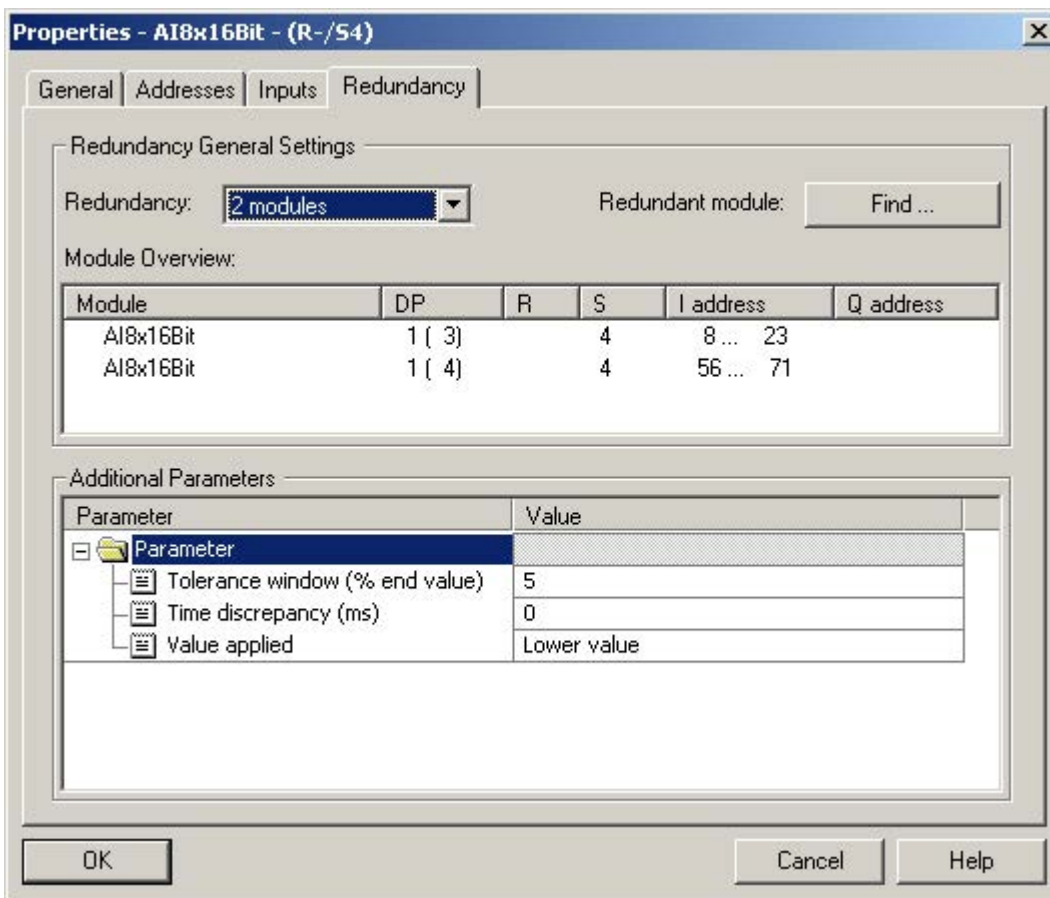 Properties - AI8x16Bit - (R-/S4)
General Addresses Inputs Redundancy
Redundancy General Settings
Redundancy: 2 modules Redundant module: Find ...
Module Overview:
Module DP R S I address Q address
AI8x16Bit 1 ( 3) 4 8 ... 23
AI8x16Bit 1 ( 4) 4 56 ... 71
Additional Parameters
Parameter Value
Parameter
Tolerance window (% end value) 5
Time discrepancy (ms) 0
Value applied Lower value
OK Cancel Help